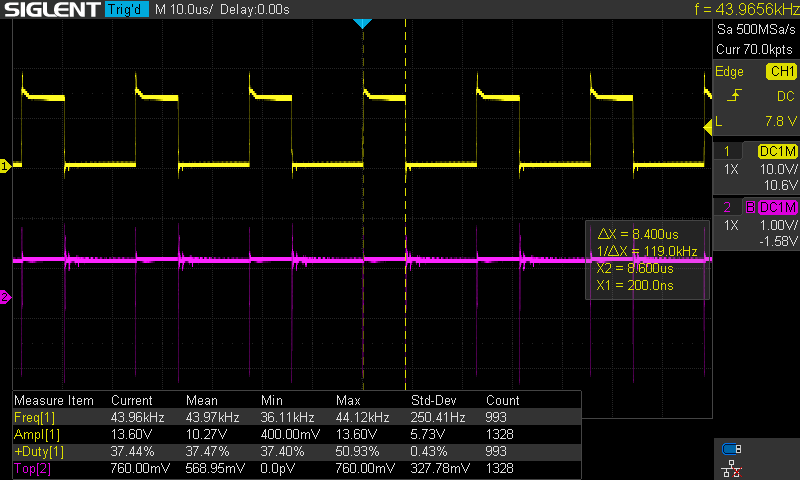 SIGLENT Trig'd M 10.0us/ Delay:0.00s f = 43.9656kHz
Sa 500MSa/s
Curr 70.0kpts
Edge CH1
DC
L 7.8 V
1 DC1M
1X 10.0V/
10.6V
2 B DC1M
1X 1.00V/
-1.58V
1
2
ΔX = 8.400us
1/ΔX = 119.0kHz
X2 = 8.600us
X1 = 200.0ns
Measure Item Current Mean Min Max Std-Dev Count
Freq[1] 43.96kHz 43.97kHz 36.11kHz 44.12kHz 250.41Hz 993
Ampl[1] 13.60V 10.27V 400.00mV 13.60V 5.73V 1328
+Duty[1] 37.44% 37.47% 37.40% 50.93% 0.43% 993
Top[2] 760.00mV 568.95mV 0.0pV 760.00mV 327.78mV 1328